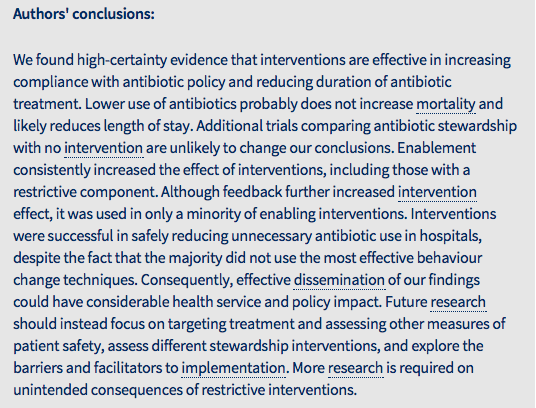 Authors' conclusions:
We found high-certainty evidence that interventions are effective in increasing
compliance with antibiotic policy and reducing duration of antibiotic
treatment. Lower use of antibiotics probably does not increase mortality and
likely reduces length of stay. Additional trials comparing antibiotic stewardship
with no intervention are unlikely to change our conclusions. Enablement
consistently increased the effect of interventions, including those with a
restrictive component. Although feedback further increased intervention
effect, it was used in only a minority of enabling interventions. Interventions
were successful in safely reducing unnecessary antibiotic use in hospitals,
despite the fact that the majority did not use the most effective behaviour
change techniques. Consequently, effective dissemination of our findings
could have considerable health service and policy impact. Future research
should instead focus on targeting treatment and assessing other measures of
patient safety, assess different stewardship interventions, and explore the
barriers and facilitators to implementation. More research is required on
unintended consequences of restrictive interventions.